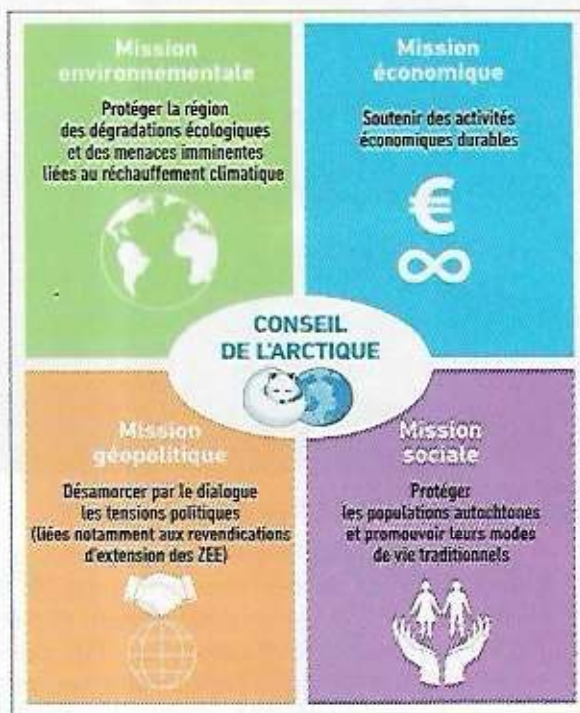 Mission
environnementale
Protéger la région
des dégradations écologiques
et des menaces imminentes
liées au réchauffement climatique
Mission
économique
Soutenir des activités
économiques durables
€
∞
CONSEIL
DE L'ARCTIQUE
Mission
géopolitique
Désamorcer par le dialogue
les tensions politiques
(liées notamment aux revendications
d'extension des ZEE)
Mission
sociale
Protéger
les populations autochtones
et promouvoir leurs modes
de vie traditionnels